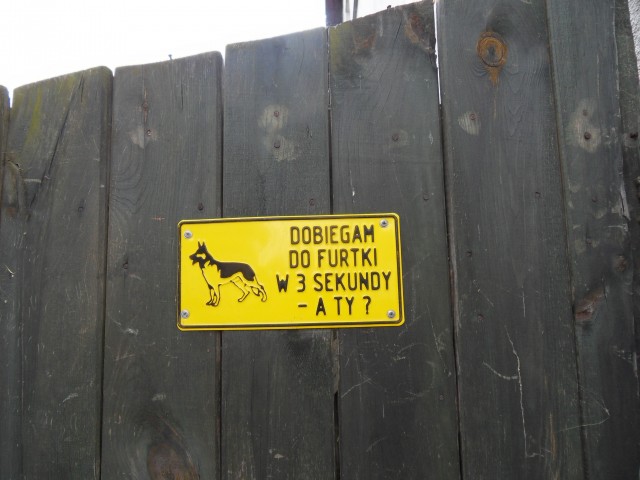 DOBIEGAM
DO FURTKI
W 3 SEKUNDY
- A TY ?